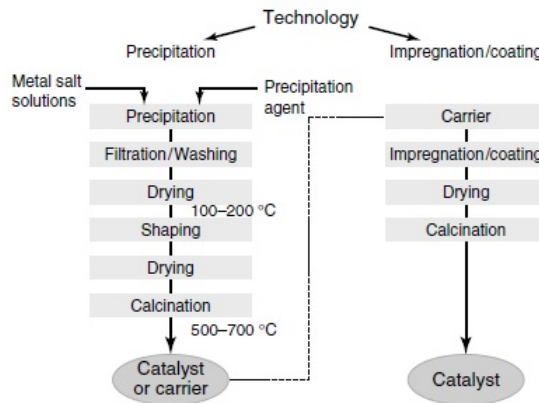 Technology
Precipitation
Impregnation/coating
Metal salt
solutions
Precipitation
agent
Precipitation
Filtration/Washing
Drying
100–200 °C
Shaping
Drying
Calcination
500–700 °C
Catalyst
or carrier
Carrier
Impregnation/coating
Drying
Calcination
Catalyst